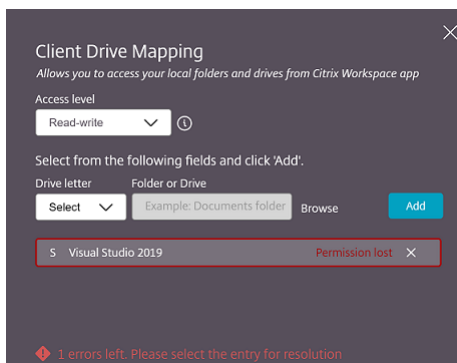 Client Drive Mapping
Allows you to access your local folders and drives from Citrix Workspace app
Access level
Read-write
Select from the following fields and click 'Add'.
Drive letter Folder or Drive
Select Example: Documents folder Browse Add
S Visual Studio 2019 Permission lost
1 errors left. Please select the entry for resolution